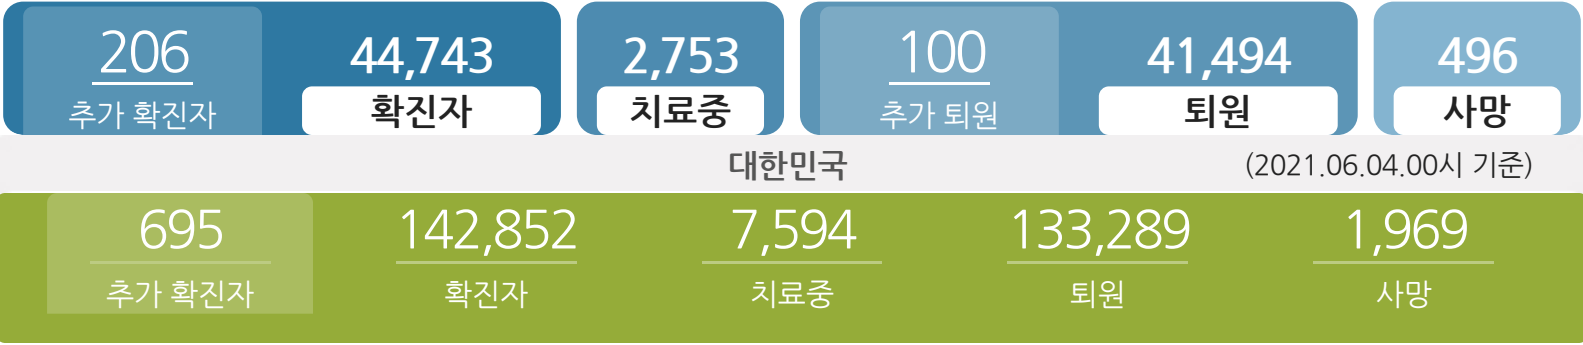 206 44,743 2,753 100 41,494 496
추가 확진자 확진자 치료중 추가 퇴원 퇴원 사망
대한민국 (2021.06.04.00시 기준)
695 142,852 7,594 133,289 1,969
추가 확진자 확진자 치료중 퇴원 사망